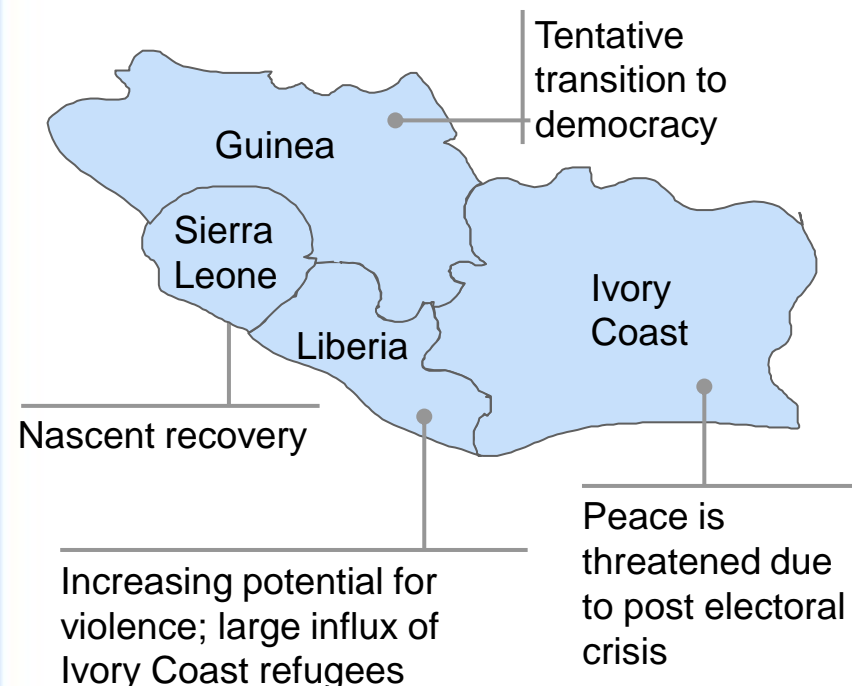 Tentative
transition to
democracy
Guinea
Sierra
Leone
Ivory
Coast
Liberia
Nascent recovery
Increasing potential for
violence; large influx of
Ivory Coast refugees
Peace is
threatened due
to post electoral
crisis